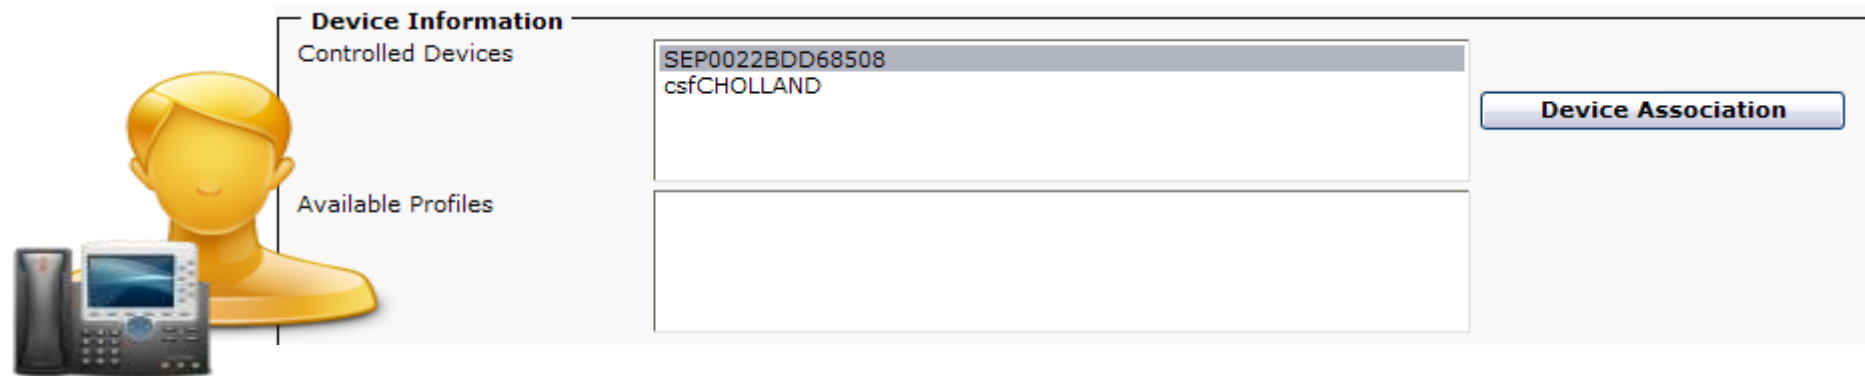 Device Information
Controlled Devices
SEP0022BDD68508
csfCHOLLAND
Device Association
Available Profiles